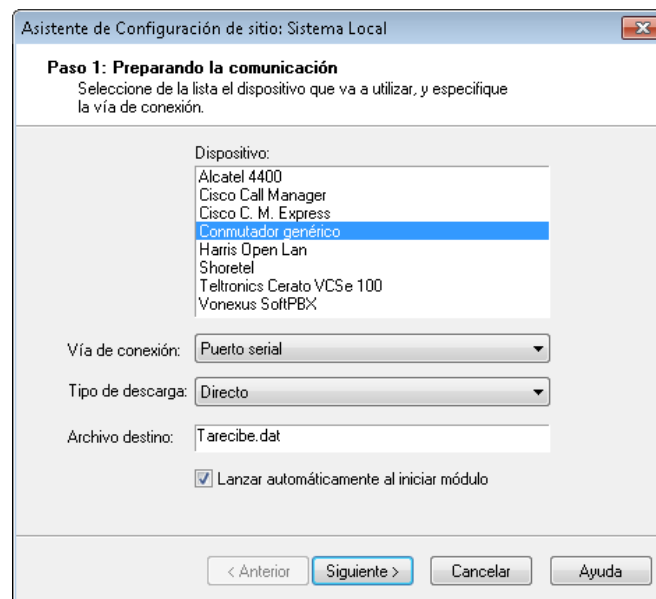 Asistente de Configuración de sitio: Sistema Local
Paso 1: Preparando la comunicación
Seleccione de la lista el dispositivo que va a utilizar, y especifique
la vía de conexión.
Dispositivo:
Alcatel 4400
Cisco Call Manager
Cisco C. M. Express
Conmutador genérico
Harris Open Lan
Shoretel
Teltronics Cerato VCSe 100
Vonexus SoftPBX
Vía de conexión: Puerto serial
Tipo de descarga: Directo
Archivo destino: Tarecibe.dat
Lanzar automáticamente al iniciar módulo
< Anterior Siguiente > Cancelar Ayuda